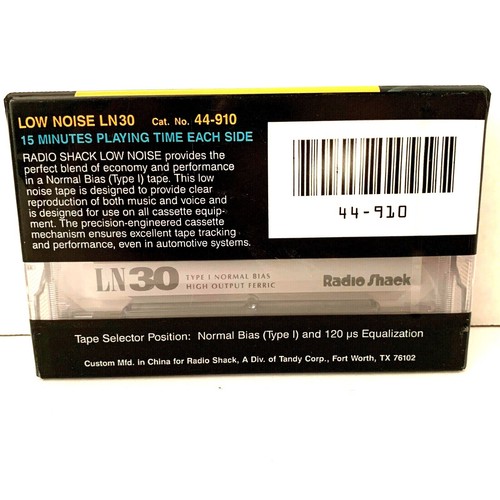 LOW NOISE LN30 Cat. No. 44-910
15 MINUTES PLAYING TIME EACH SIDE
RADIO SHACK LOW NOISE provides the
perfect blend of economy and performance
in a Normal Bias (Type I) tape. This low
noise tape is designed to provide clear
reproduction of both music and voice and
is designed for use on all cassette equip-
ment. The precision-engineered cassette
mechanism ensures excellent tape tracking
and performance, even in automotive systems.
44-910
LN30 TYPE I NORMAL BIAS
HIGH OUTPUT FERRIC
Radio Shack
Tape Selector Position: Normal Bias (Type I) and 120 µs Equalization
Custom Mfd. in China for Radio Shack, A Div. of Tandy Corp., Fort Worth, TX 76102